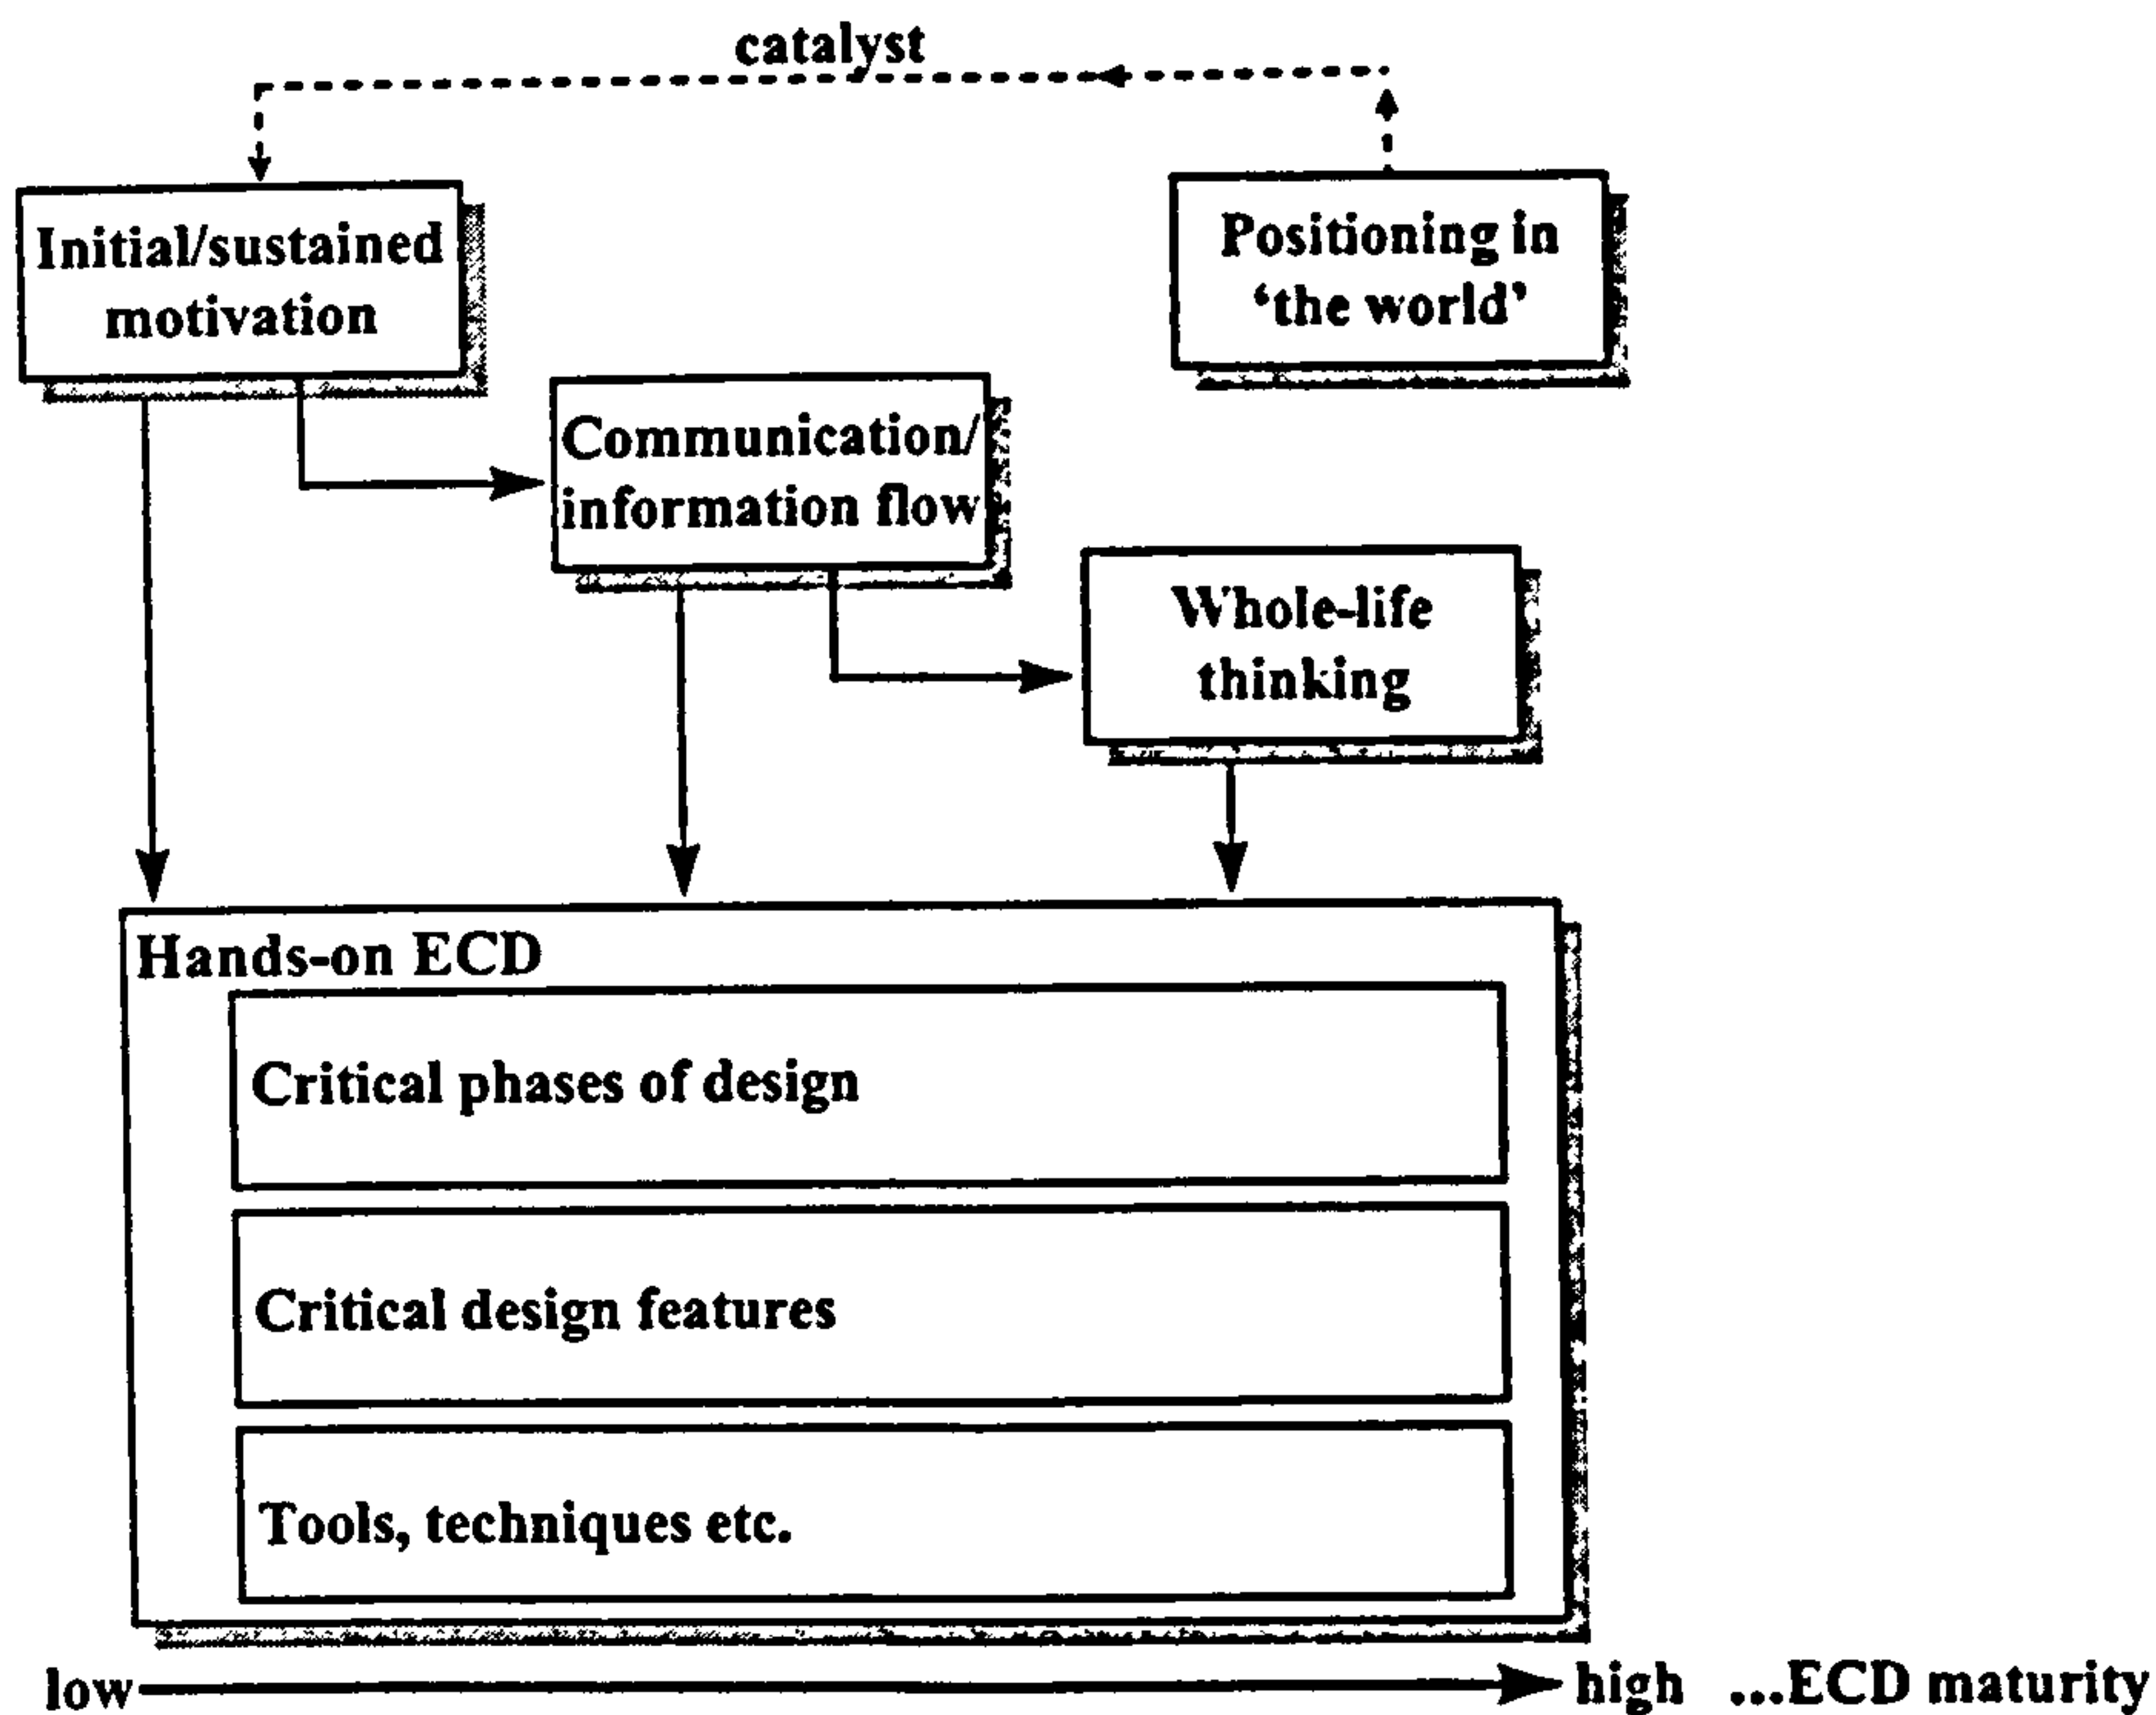 catalyst
Initial/sustained
motivation
Positioning in
‘the world’
Communication/
information flow
Whole-life
thinking
Hands-on ECD
Critical phases of design
Critical design features
Tools, techniques etc.
low high ...ECD maturity